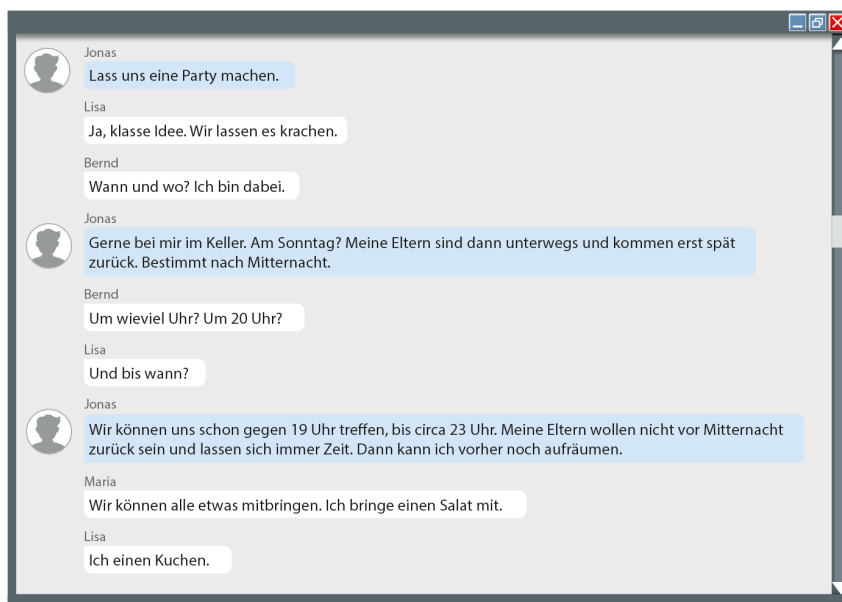 Jonas
Lass uns eine Party machen.
Lisa
Ja, klasse Idee. Wir lassen es krachen.
Bernd
Wann und wo? Ich bin dabei.
Jonas
Gerne bei mir im Keller. Am Sonntag? Meine Eltern sind dann unterwegs und kommen erst spät
zurück. Bestimmt nach Mitternacht.
Bernd
Um wieviel Uhr? Um 20 Uhr?
Lisa
Und bis wann?
Jonas
Wir können uns schon gegen 19 Uhr treffen, bis circa 23 Uhr. Meine Eltern wollen nicht vor Mitternacht
zurück sein und lassen sich immer Zeit. Dann kann ich vorher noch aufräumen.
Maria
Wir können alle etwas mitbringen. Ich bringe einen Salat mit.
Lisa
Ich einen Kuchen.